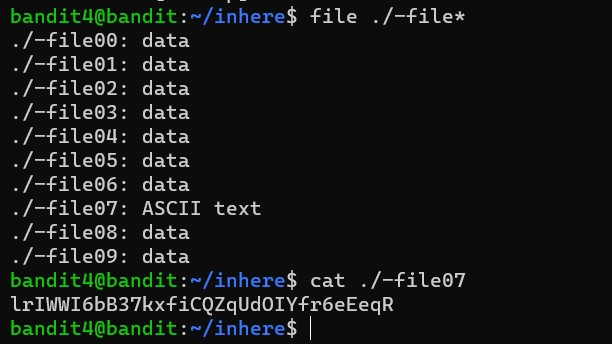 bandit4@bandit:~/inhere$ file ./-file*
./-file00: data
./-file01: data
./-file02: data
./-file03: data
./-file04: data
./-file05: data
./-file06: data
./-file07: ASCII text
./-file08: data
./-file09: data
bandit4@bandit:~/inhere$ cat ./-file07
lrIWWI6bB37kxfiCQZqUdOIYfr6eEeqR
bandit4@bandit:~/inhere$